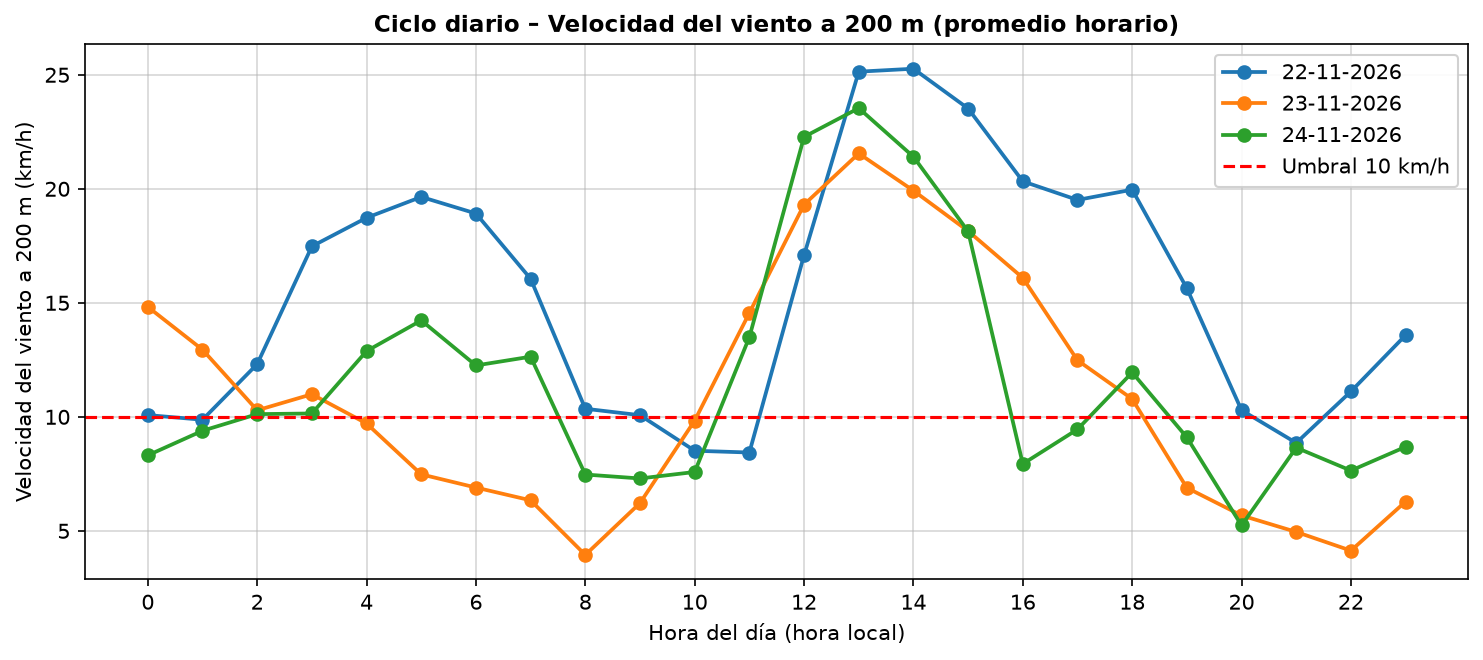 Ciclo diario – Velocidad del viento a 200 m (promedio horario)
Velocidad del viento a 200 m (km/h)
25
20
15
10
5
22-11-2026
23-11-2026
24-11-2026
Umbral 10 km/h
0 2 4 6 8 10 12 14 16 18 20 22
Hora del día (hora local)